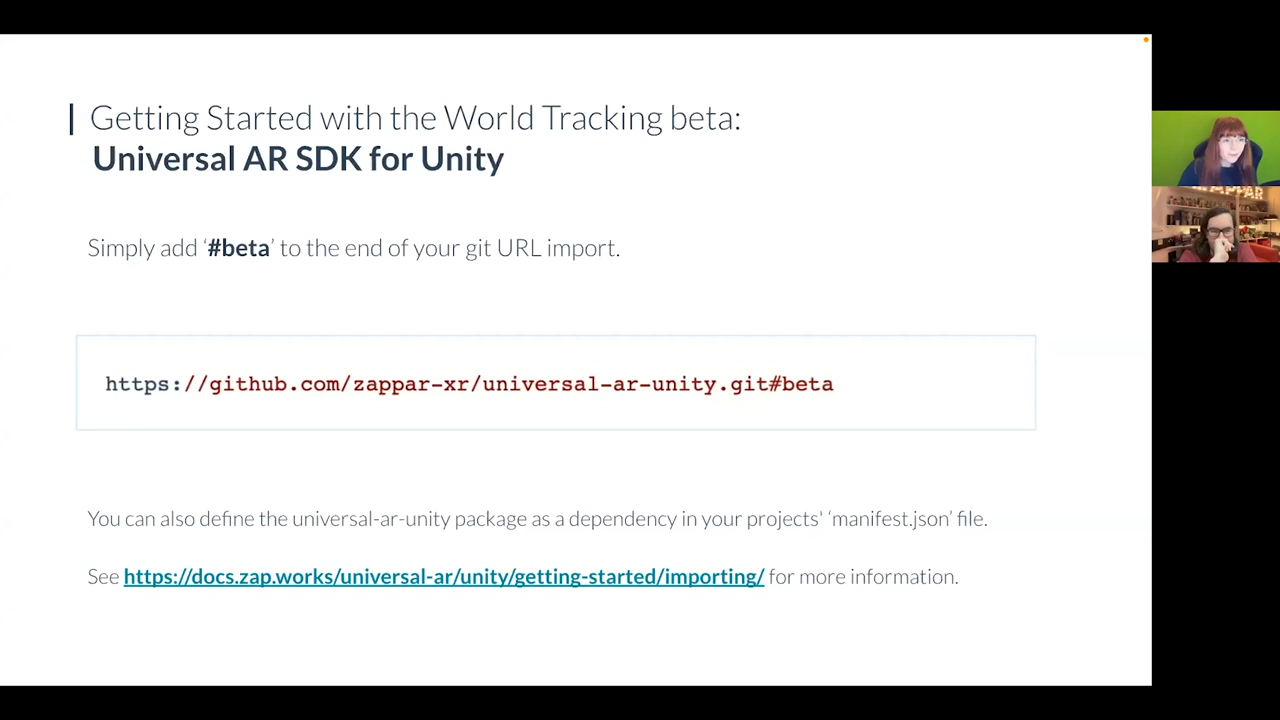 Getting Started with the World Tracking beta:
Universal AR SDK for Unity
Simply add ‘#beta’ to the end of your git URL import.
https://github.com/zappar-xr/universal-ar-unity.git#beta
You can also define the universal-ar-unity package as a dependency in your projects' ‘manifest.json’ file.
See https://docs.zap.works/universal-ar/unity/getting-started/importing/ for more information.